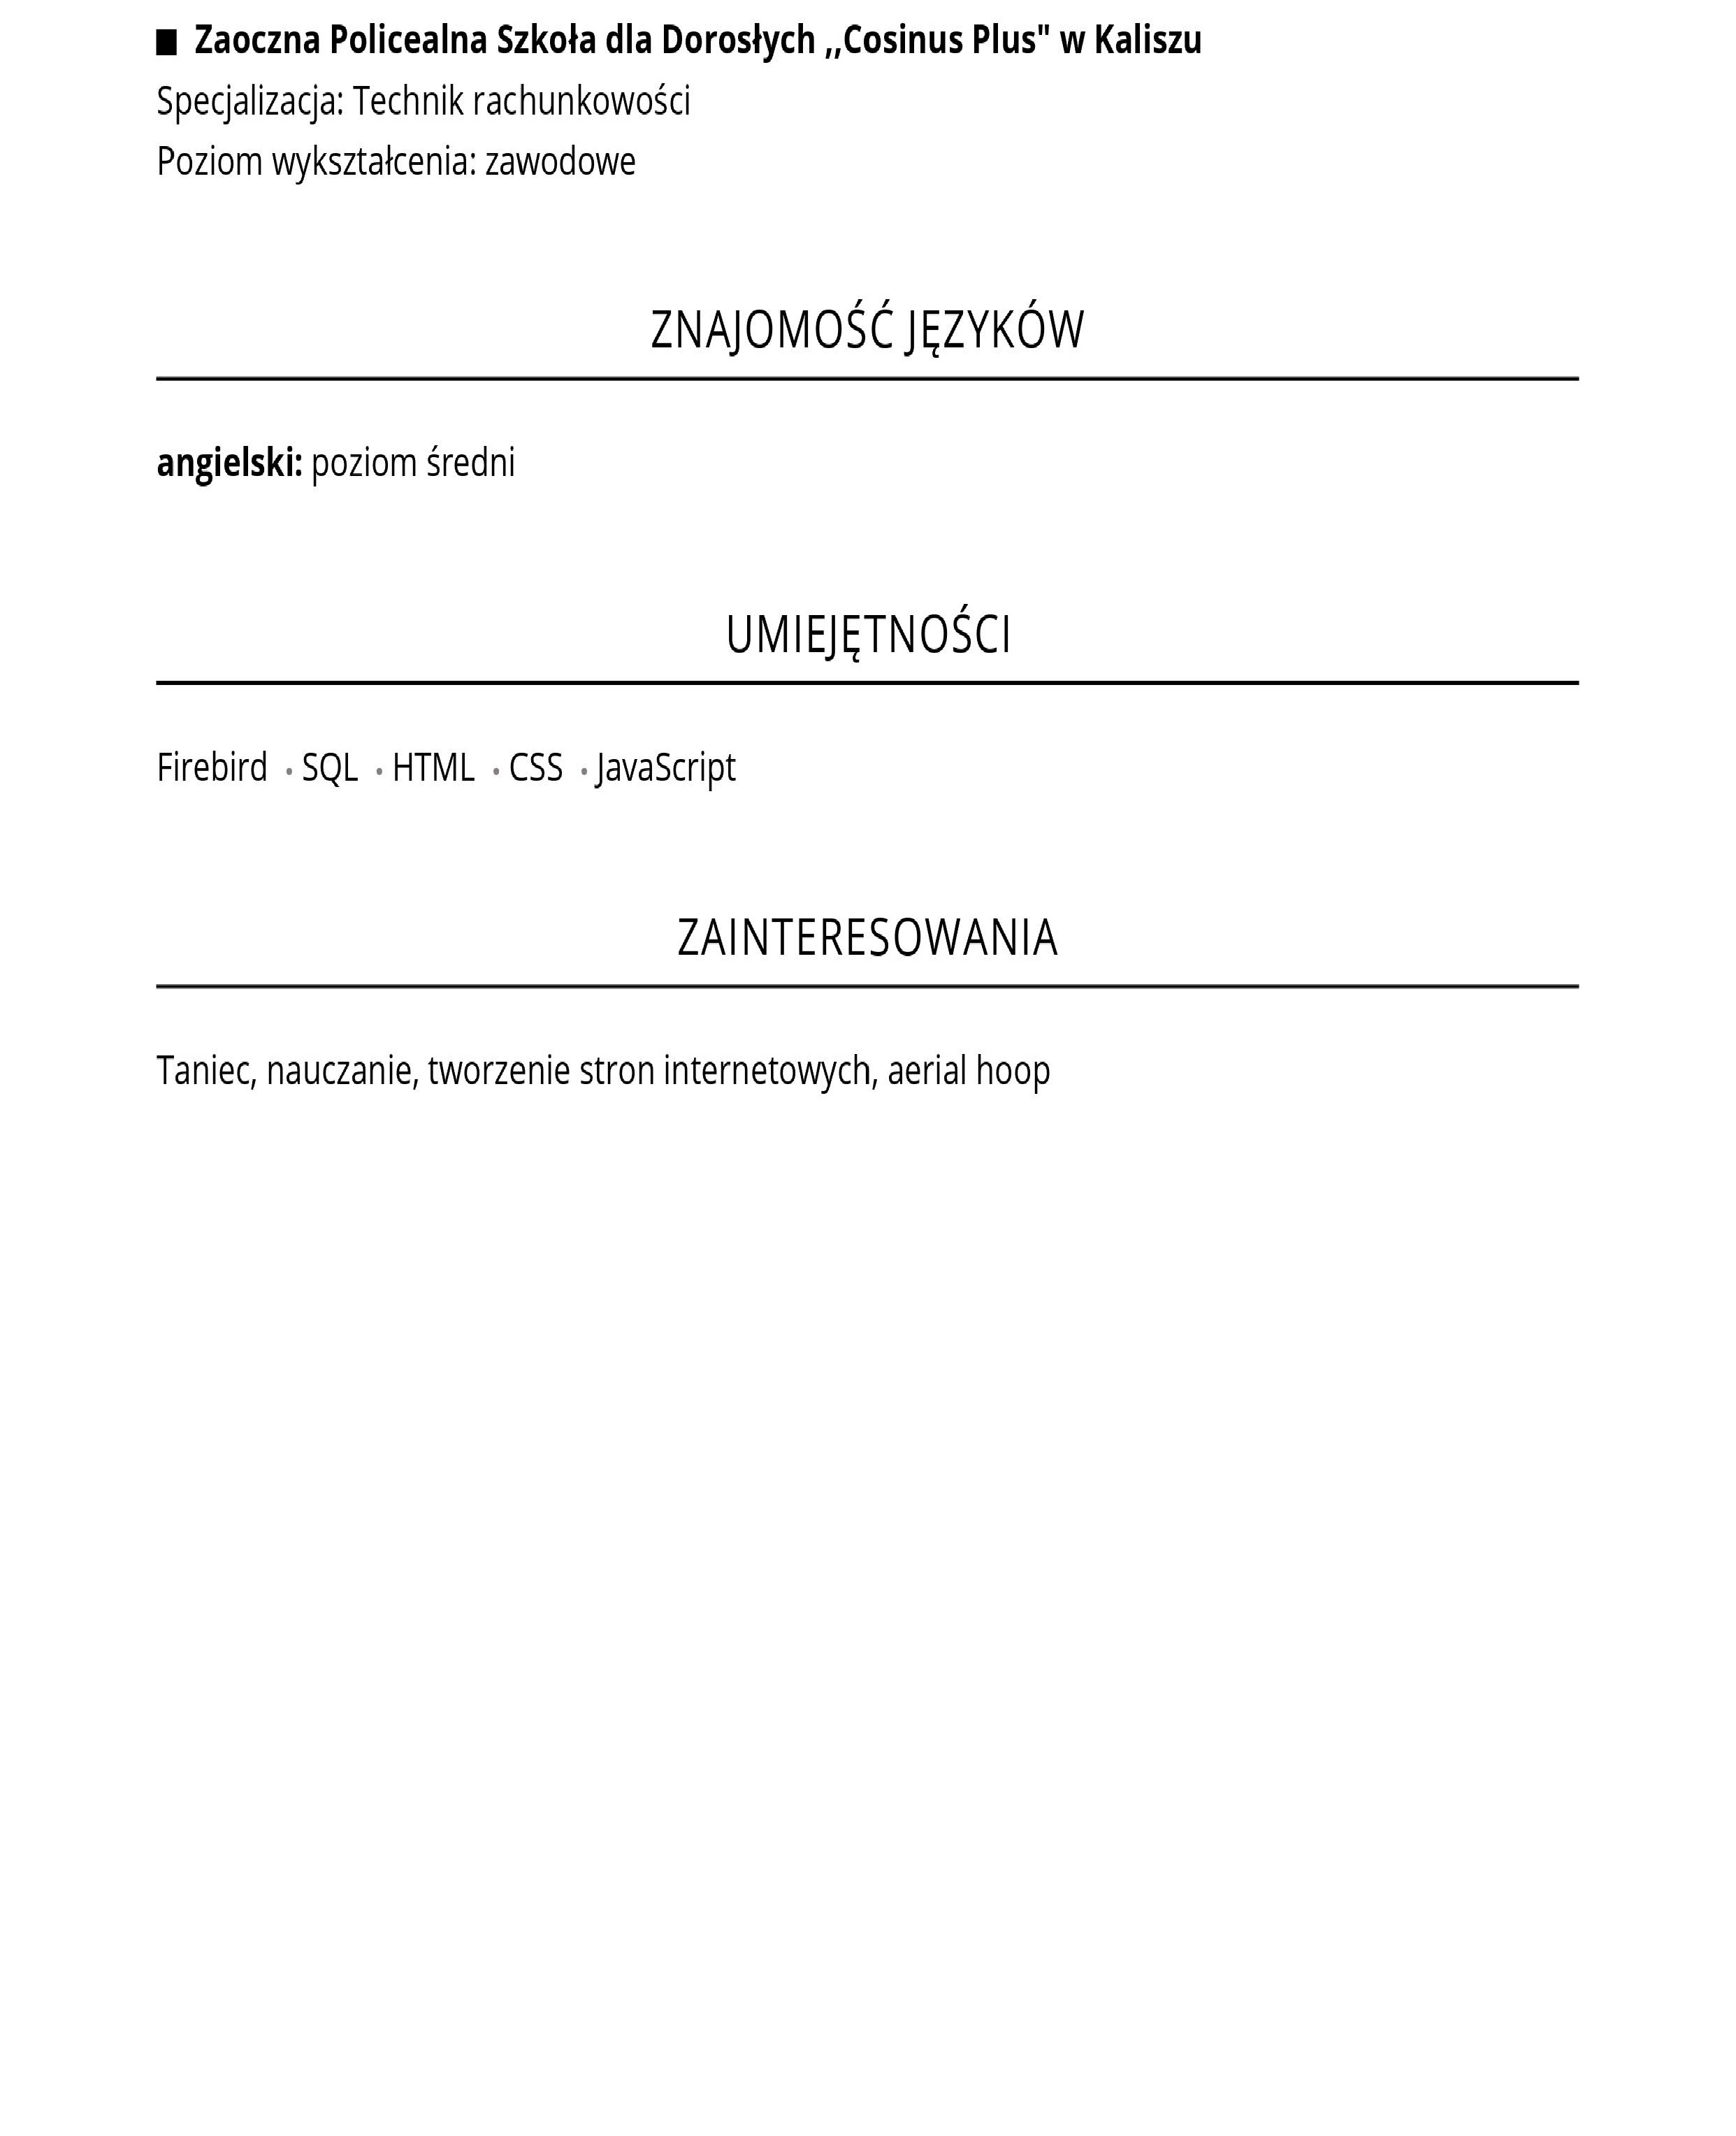 ■ Zaoczna Policealna Szkoła dla Dorosłych ,,Cosinus Plus" w Kaliszu
Specjalizacja: Technik rachunkowości
Poziom wykształcenia: zawodowe
ZNAJOMOŚĆ JĘZYKÓW
angielski: poziom średni
UMIEJĘTNOŚCI
Firebird • SQL • HTML • CSS • JavaScript
ZAINTERESOWANIA
Taniec, nauczanie, tworzenie stron internetowych, aerial hoop